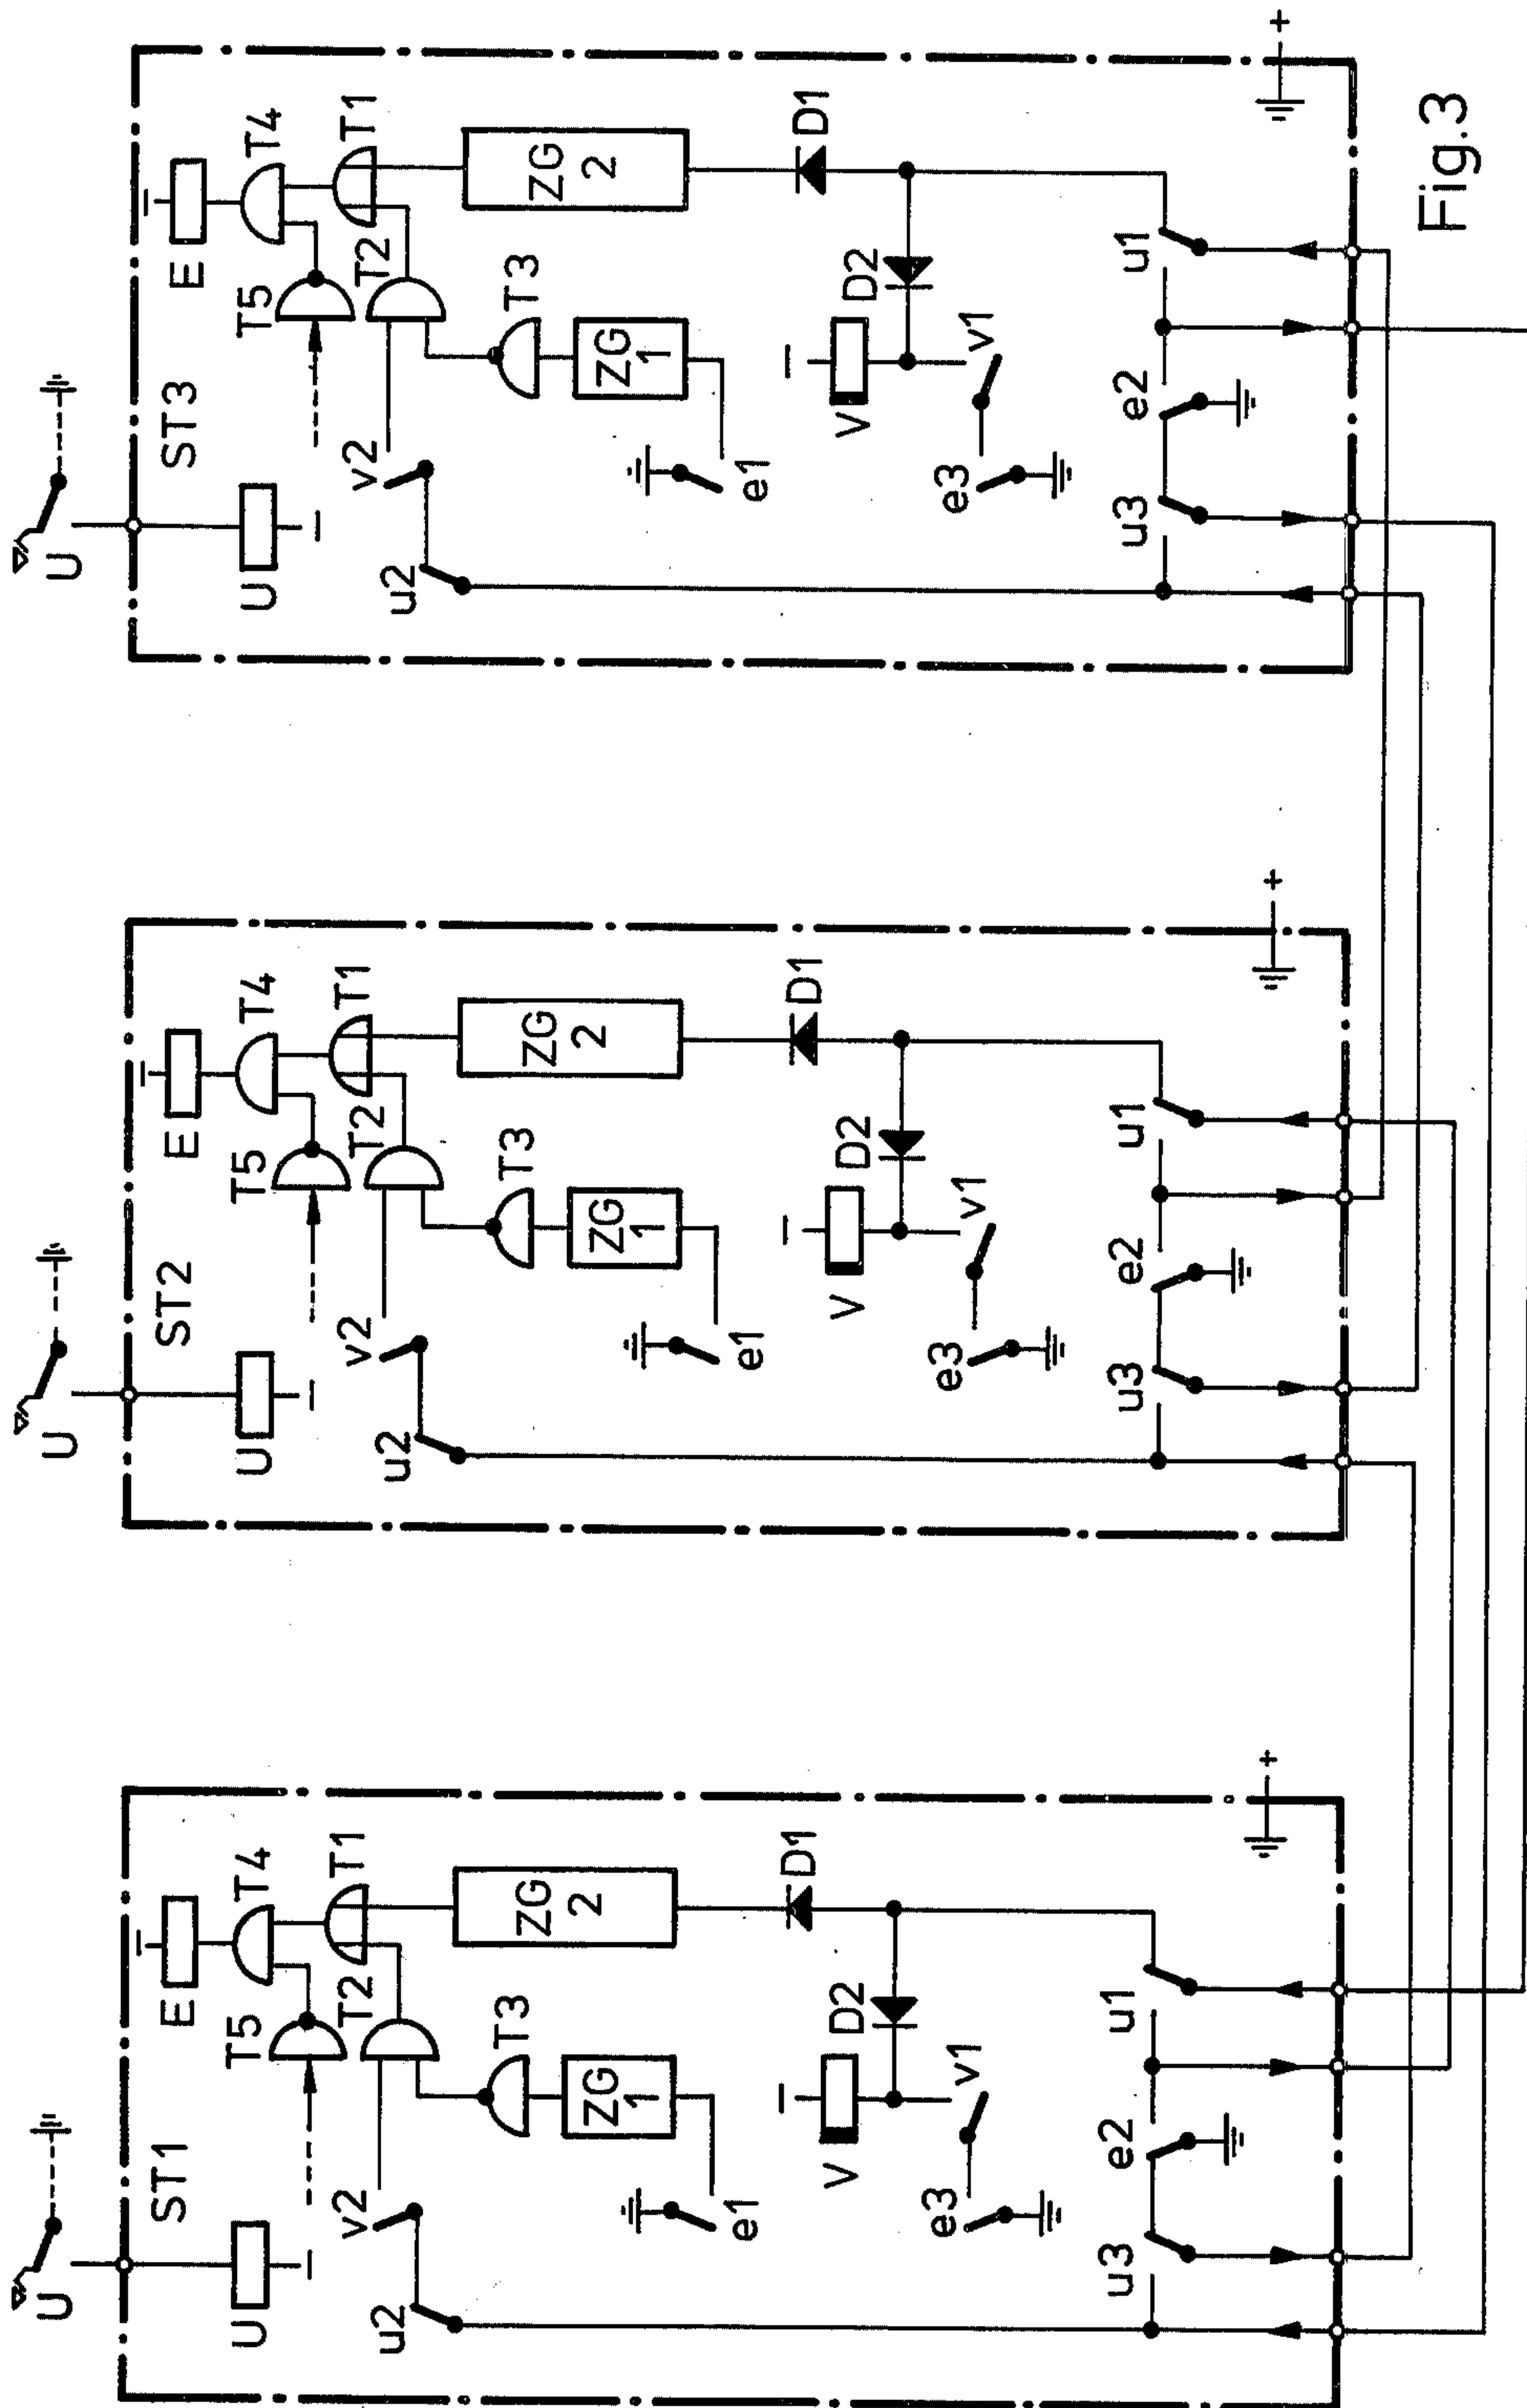 U
ST3
U
E
T4
T5
T1
T2
T3
ZG
2
ZG
1
v2
u2
e1
D1
D2
V
v1
e3
u1
e2
u3
+
U
ST2
U
E
T4
T5
T1
T2
T3
ZG
2
ZG
1
v2
u2
e1
D1
D2
V
v1
e3
u1
e2
u3
+
U
ST1
U
E
T4
T5
T1
T2
T3
ZG
2
ZG
1
v2
u2
e1
D1
D2
V
v1
e3
u1
e2
u3
+
Fig.3